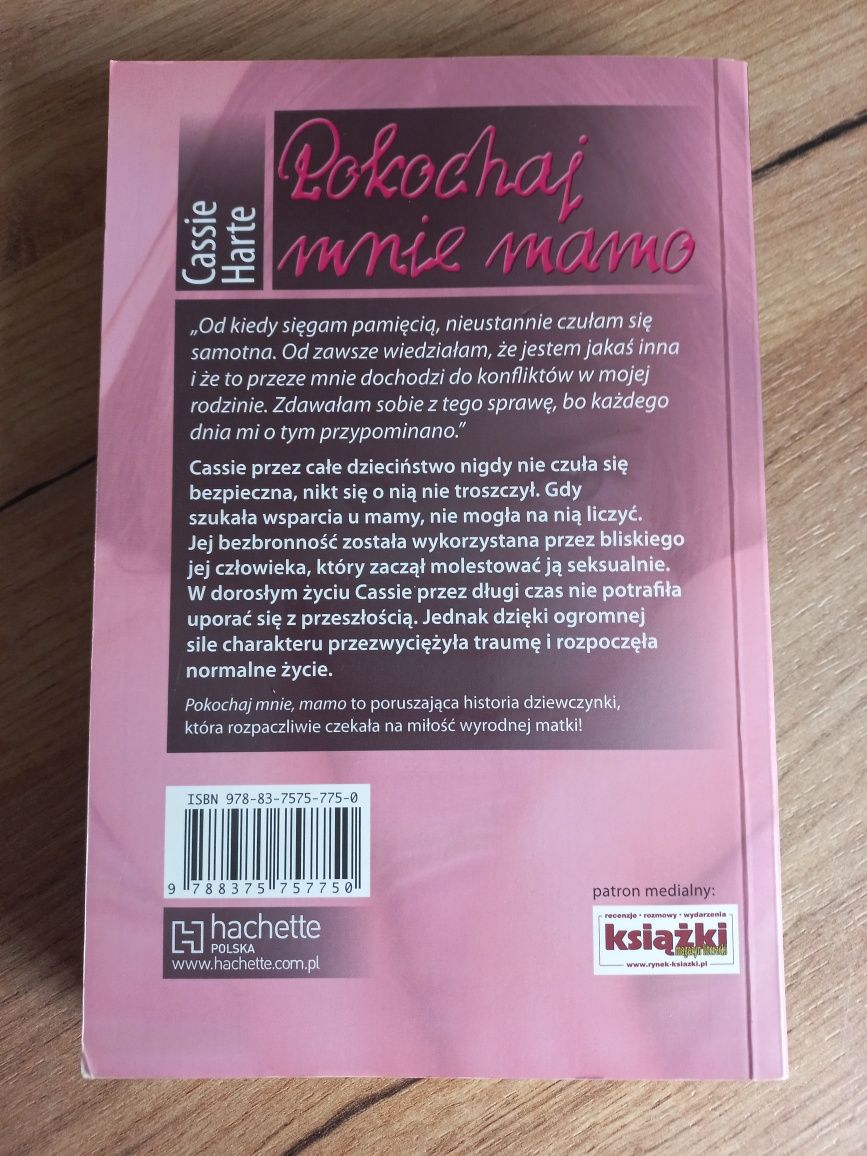 Cassie
Harte
Pokochaj
mnie mamo
„Od kiedy sięgam pamięcią, nieustannie czułam się
samotna. Od zawsze wiedziałam, że jestem jakaś inna
i że to przeze mnie dochodzi do konfliktów w mojej
rodzinie. Zdawałam sobie z tego sprawę, bo każdego
dnia mi o tym przypominano.”
Cassie przez całe dzieciństwo nigdy nie czuła się
bezpieczna, nikt się o nią nie troszczył. Gdy
szukała wsparcia u mamy, nie mogła na nią liczyć.
Jej bezbronność została wykorzystana przez bliskiego
jej człowieka, który zaczął molestować ją seksualnie.
W dorosłym życiu Cassie przez długi czas nie potrafiła
uporać się z przeszłością. Jednak dzięki ogromnej
sile charakteru przezwyciężyła traumę i rozpoczęła
normalne życie.
Pokochaj mnie, mamo to poruszająca historia dziewczynki,
która rozpaczliwie czekała na miłość wyrodnej matki!
ISBN 978-83-7575-775-0
9 788375 757750
hachette
POLSKA
www.hachette.com.pl
patron medialny:
recenzje • rozmowy • wydarzenia
książki
magazyn literacki
www.rynek-ksiazki.pl